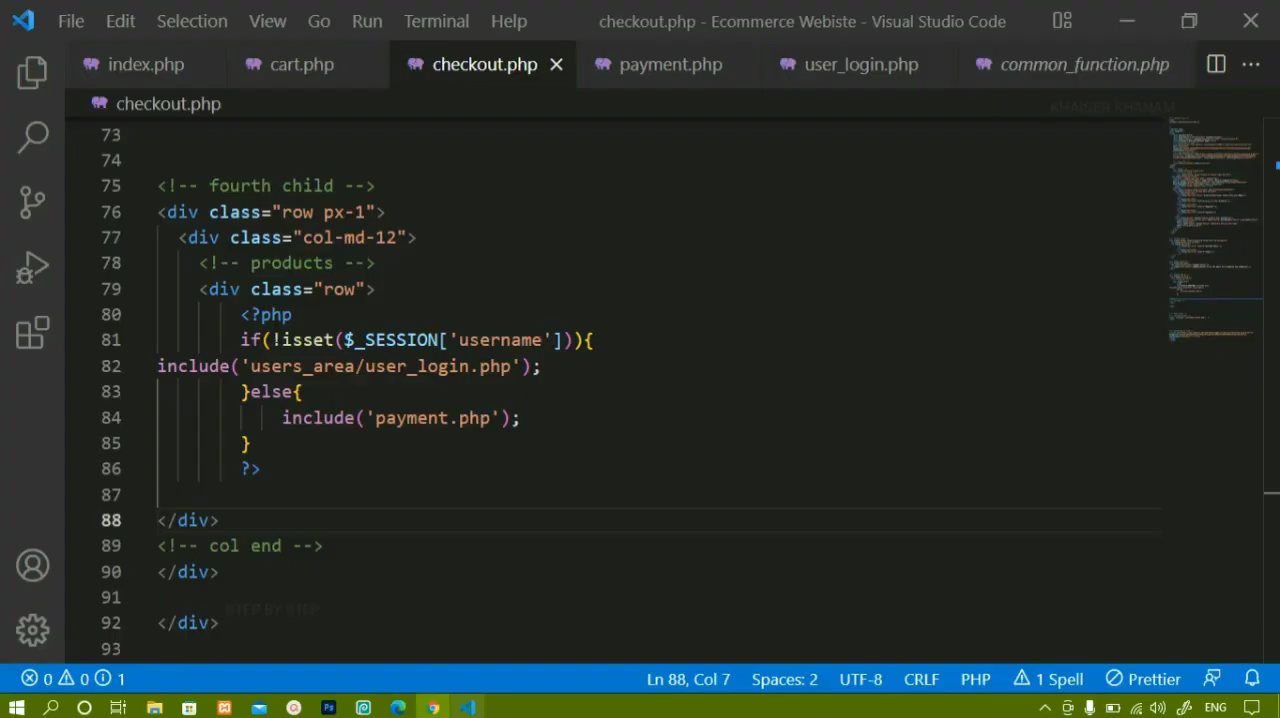 File Edit Selection View Go Run Terminal Help checkout.php - Ecommerce Webiste - Visual Studio Code
index.php cart.php checkout.php payment.php user_login.php common_function.php
checkout.php
KHAINER KHANAM
73
74
75 <!-- fourth child -->
76 <div class="row px-1">
77 <div class="col-md-12">
78 <!-- products -->
79 <div class="row">
80 <?php
81 if(!isset($_SESSION['username'])){
82 include('users_area/user_login.php');
83 }else{
84 include('payment.php');
85 }
86 ?>
87
88 </div>
89 <!-- col end -->
90 </div>
91
STEP BY STEP
92 </div>
93
0 0 1 Ln 88, Col 7 Spaces: 2 UTF-8 CRLF PHP 1 Spell Prettier
ENG